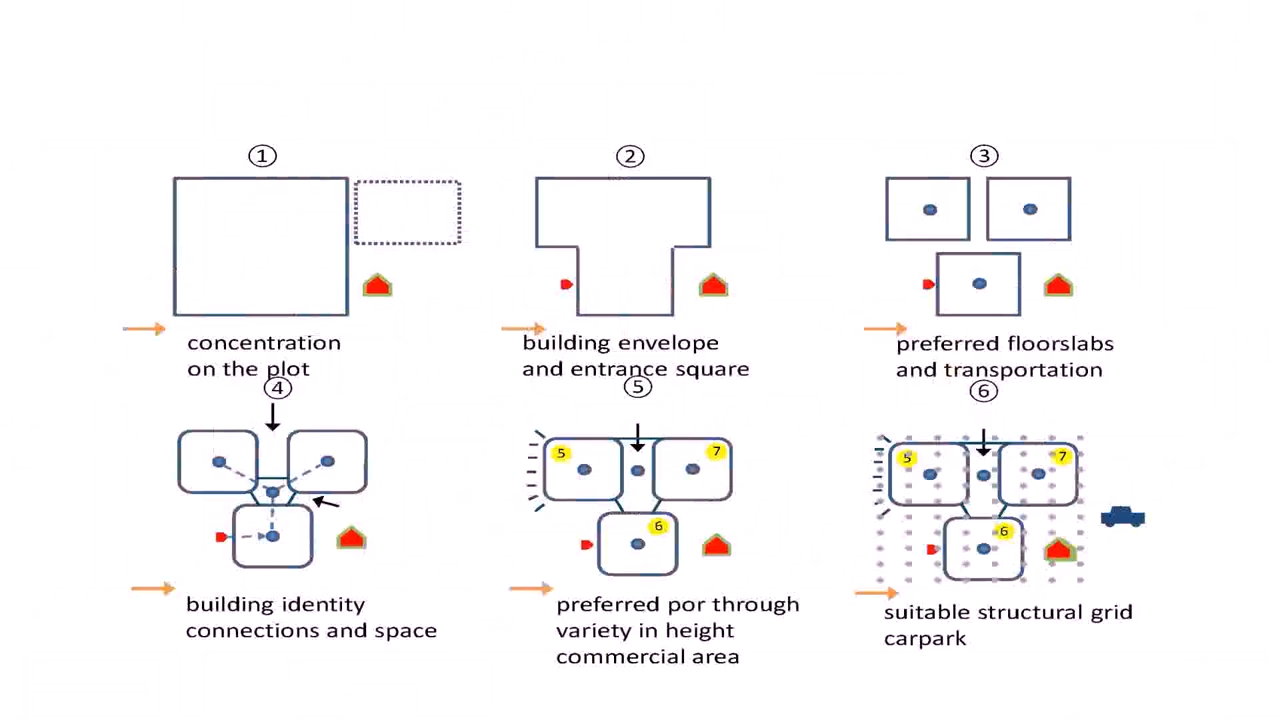 ①
②
③
concentration
on the plot
building envelope
and entrance square
preferred floorslabs
and transportation
④
⑤
⑥
5
7
6
5
7
6
building identity
connections and space
preferred por through
variety in height
commercial area
suitable structural grid
carpark